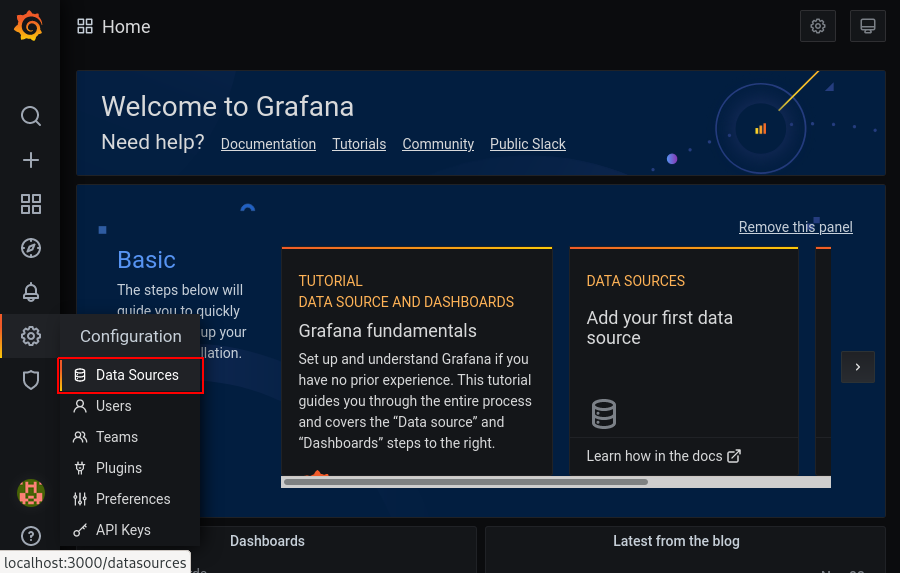 Home
Welcome to Grafana
Need help? Documentation Tutorials Community Public Slack
Remove this panel
Basic
The steps below will
guide you to quickly
up your
llation.
TUTORIAL
DATA SOURCE AND DASHBOARDS
Grafana fundamentals
Set up and understand Grafana if you
have no prior experience. This tutorial
guides you through the entire process
and covers the “Data source” and
“Dashboards” steps to the right.
DATA SOURCES
Add your first data
source
Learn how in the docs
Configuration
Data Sources
Users
Teams
Plugins
Preferences
API Keys
Dashboards
Latest from the blog
localhost:3000/datasources